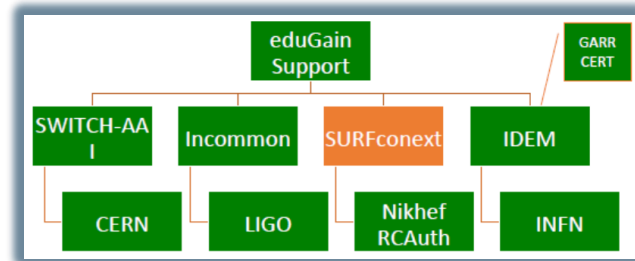 eduGain
Support
GARR
CERT
SWITCH-AA
I
Incommon
SURFconext
IDEM
CERN
LIGO
Nikhef
RCAuth
INFN